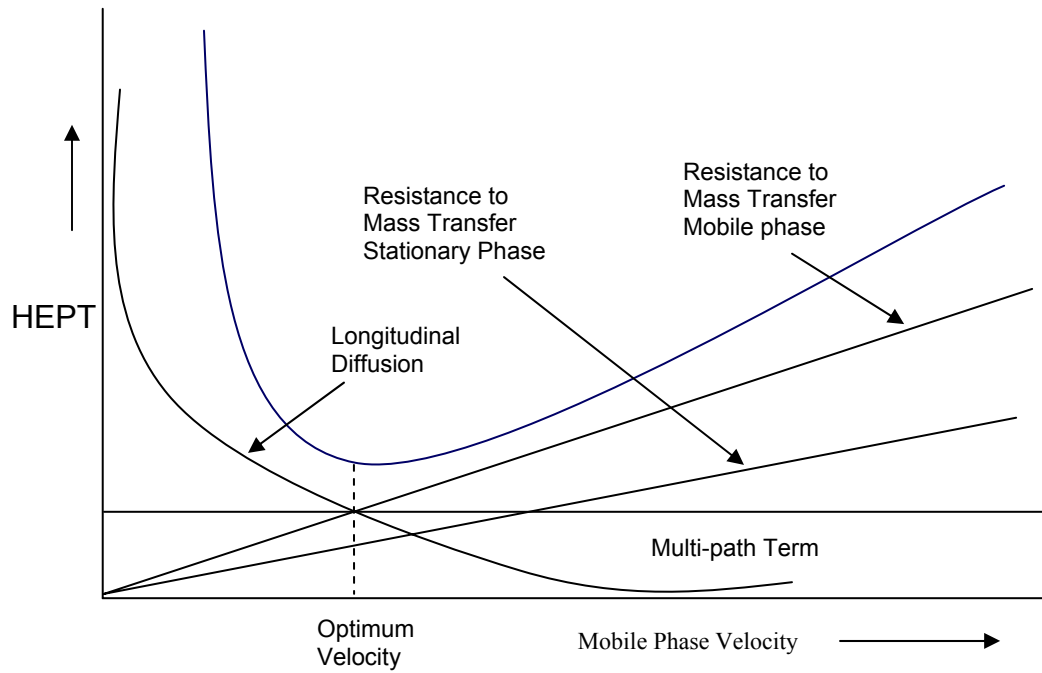 HEPT
Longitudinal
Diffusion
Resistance to
Mass Transfer
Stationary Phase
Resistance to
Mass Transfer
Mobile phase
Multi-path Term
Optimum
Velocity
Mobile Phase Velocity